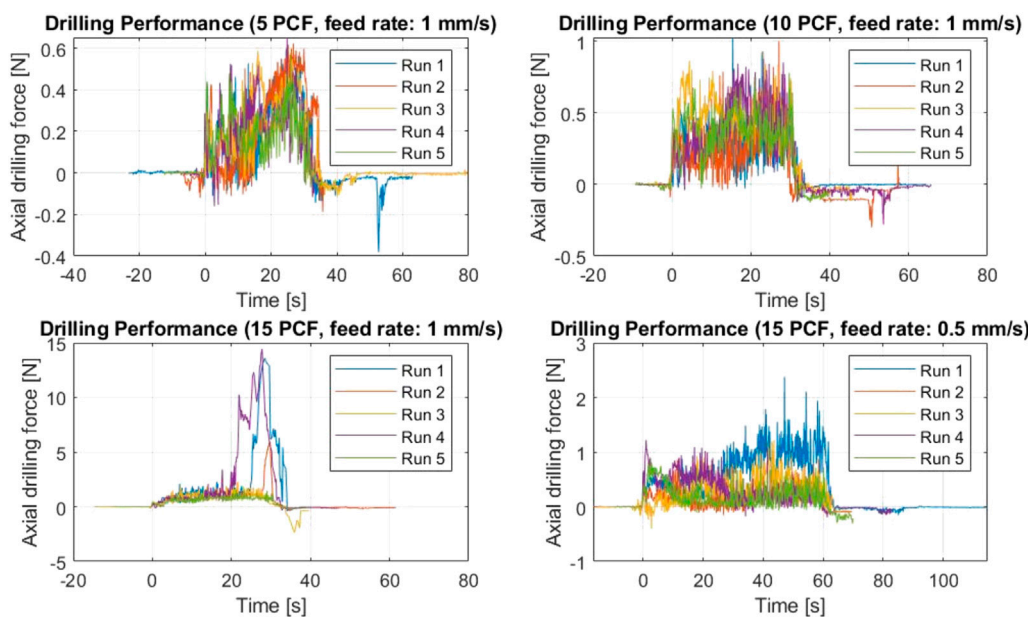 Drilling Performance (5 PCF, feed rate: 1 mm/s)
Axial drilling force [N]
0.6
0.4
0.2
0
-0.2
-0.4
-40 -20 0 20 40 60 80
Time [s]
Run 1
Run 2
Run 3
Run 4
Run 5
Drilling Performance (10 PCF, feed rate: 1 mm/s)
Axial drilling force [N]
1
0.5
0
-0.5
-20 0 20 40 60 80
Time [s]
Run 1
Run 2
Run 3
Run 4
Run 5
Drilling Performance (15 PCF, feed rate: 1 mm/s)
Axial drilling force [N]
15
10
5
0
-5
-20 0 20 40 60 80
Time [s]
Run 1
Run 2
Run 3
Run 4
Run 5
Drilling Performance (15 PCF, feed rate: 0.5 mm/s)
Axial drilling force [N]
3
2
1
0
-1
0 20 40 60 80 100
Time [s]
Run 1
Run 2
Run 3
Run 4
Run 5